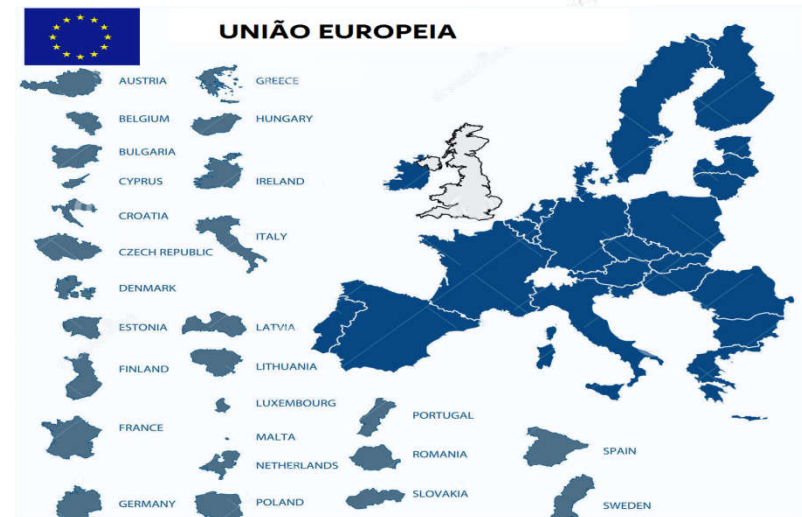 UNIÃO EUROPEIA
AUSTRIA
BELGIUM
BULGARIA
CYPRUS
CROATIA
CZECH REPUBLIC
DENMARK
ESTONIA
FINLAND
FRANCE
GERMANY
GREECE
HUNGARY
IRELAND
ITALY
LATVIA
LITHUANIA
LUXEMBOURG
MALTA
NETHERLANDS
POLAND
PORTUGAL
ROMANIA
SLOVAKIA
SPAIN
SWEDEN